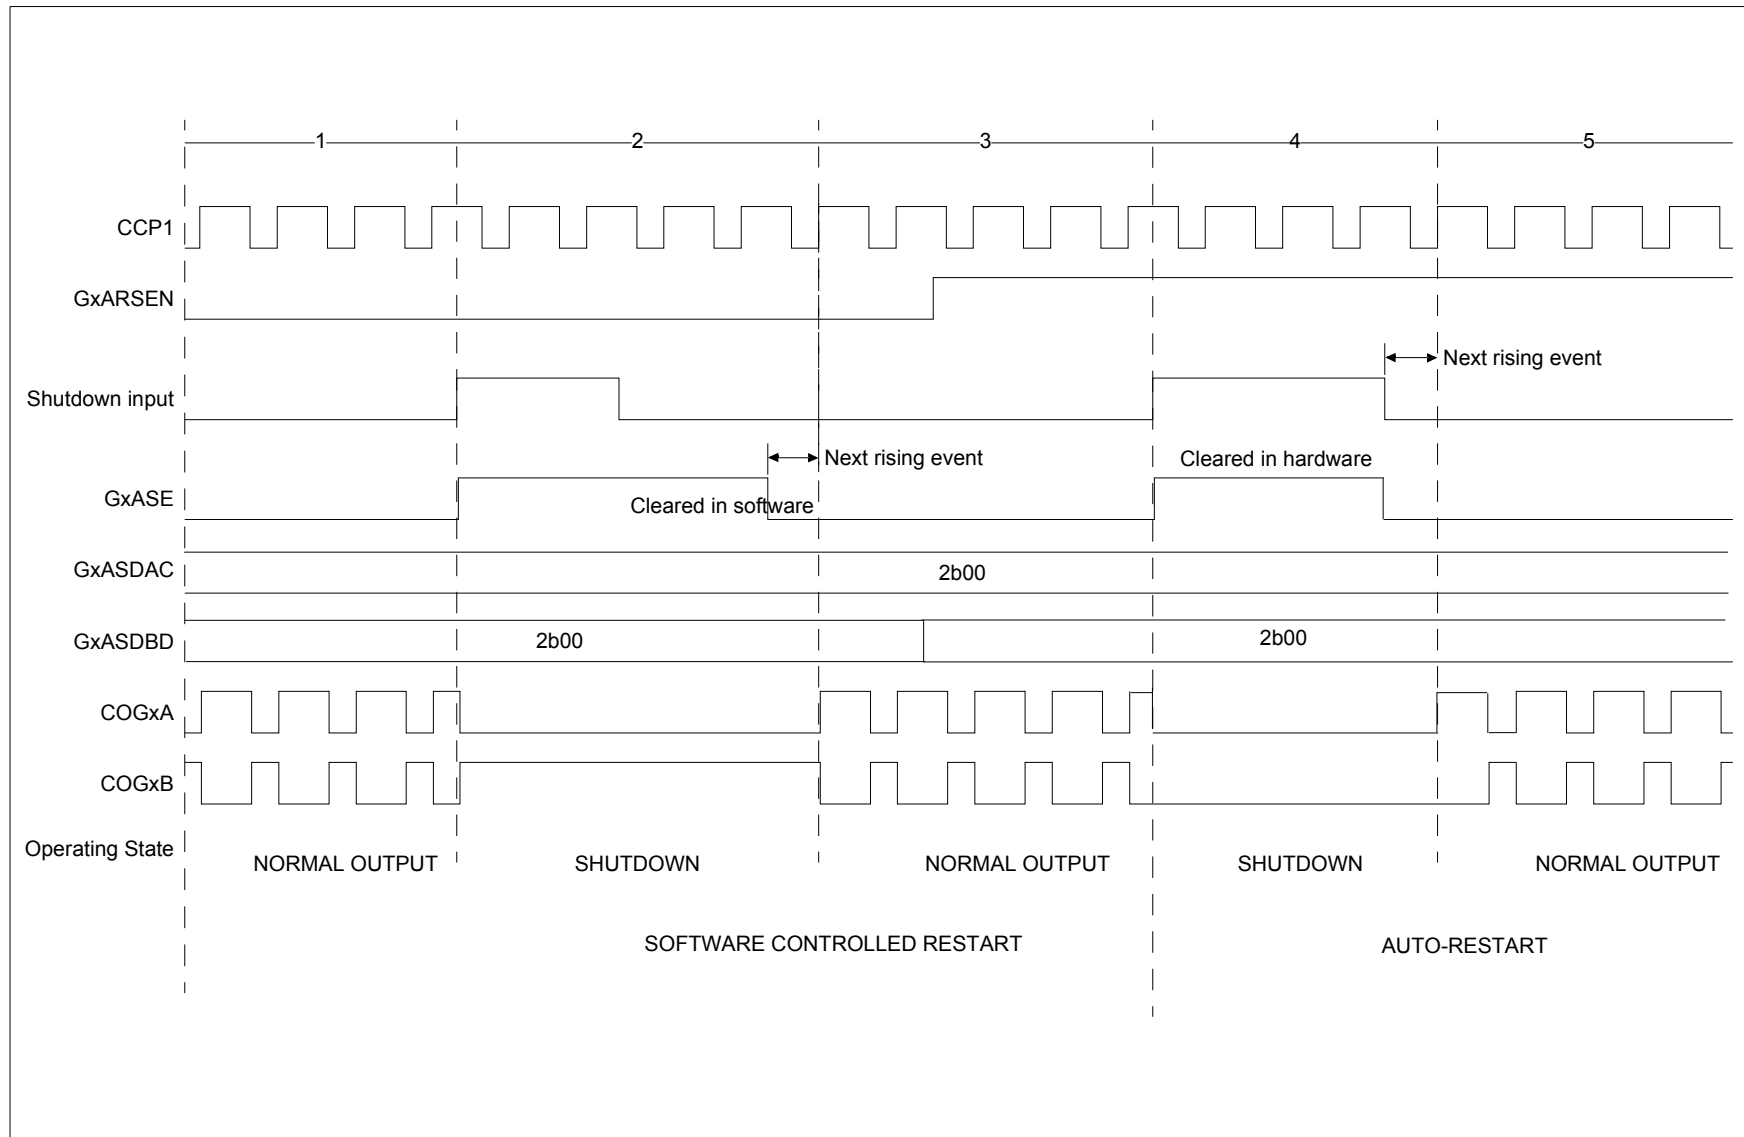 1 2 3 4 5
CCP1
GxARSEN
Next rising event
Shutdown input
Next rising event
Cleared in hardware
GxASE
Cleared in software
GxASDAC
2b00
GxASDBD
2b00 2b00
COGxA
COGxB
Operating State
NORMAL OUTPUT SHUTDOWN NORMAL OUTPUT SHUTDOWN NORMAL OUTPUT
SOFTWARE CONTROLLED RESTART AUTO-RESTART